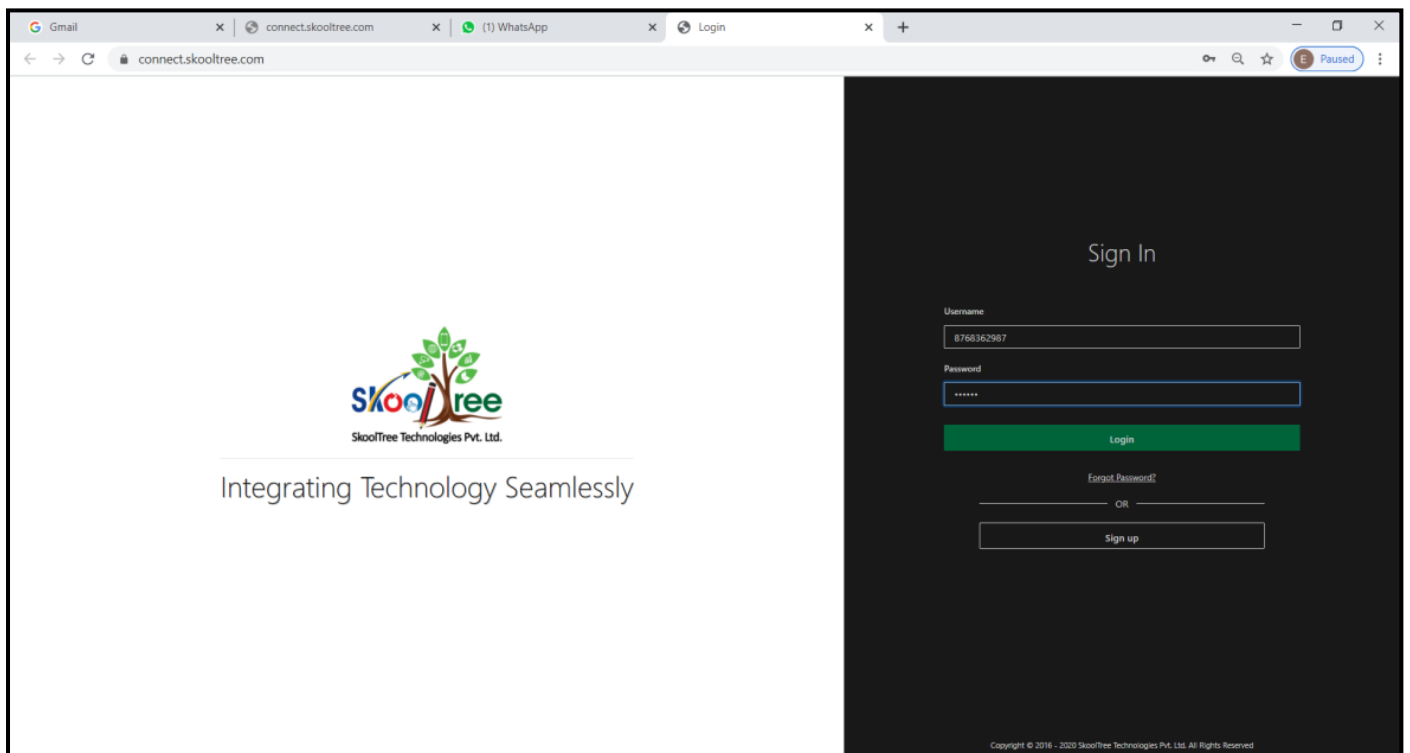 Gmail
connect.skooltree.com
(1) WhatsApp
Login
connect.skooltree.com
E
Paused
SkoolTree
SkoolTree Technologies Pvt. Ltd.
Integrating Technology Seamlessly
Sign In
Username
8768362987
Password
••••••
Login
Forgot Password?
OR
Sign up
Copyright © 2016 - 2020 SkoolTree Technologies Pvt. Ltd. All Rights Reserved